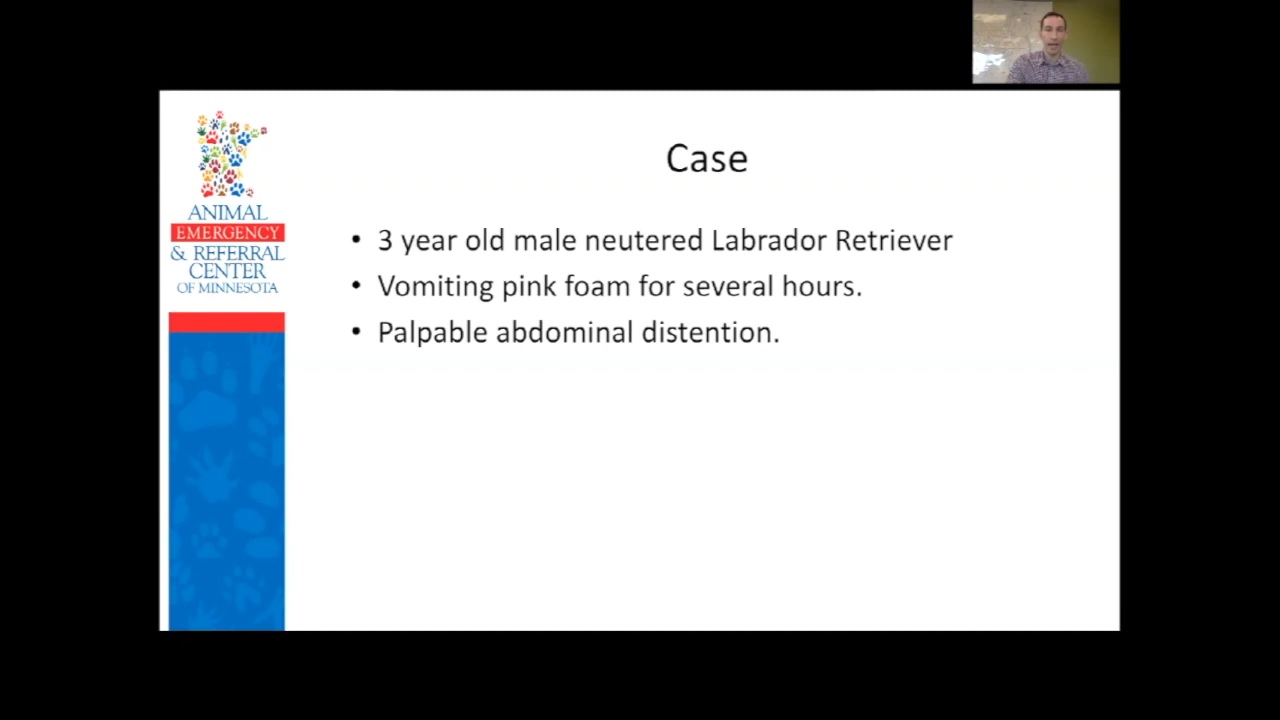 Case
ANIMAL
EMERGENCY
& REFERRAL
CENTER
OF MINNESOTA
• 3 year old male neutered Labrador Retriever
• Vomiting pink foam for several hours.
• Palpable abdominal distention.